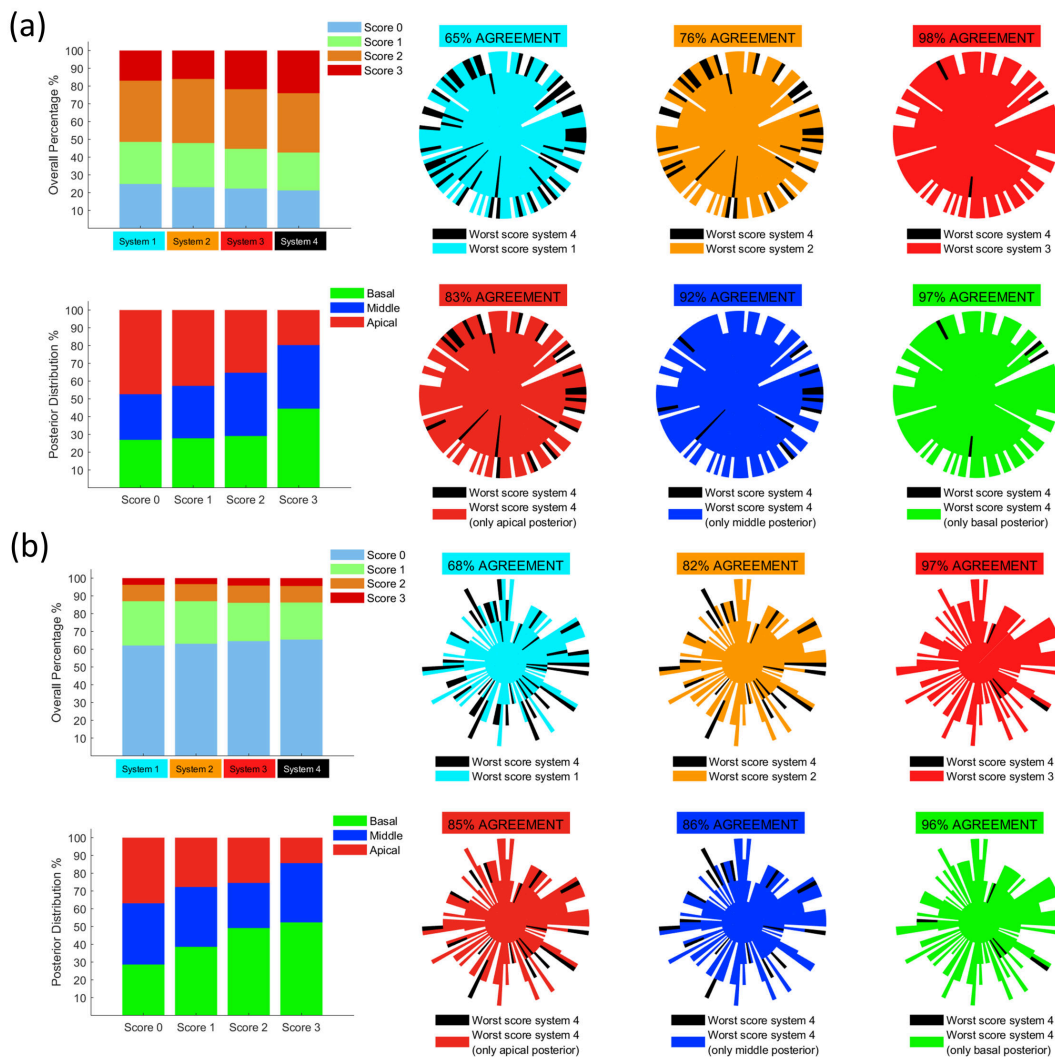 (a)
Score 0
Score 1
Score 2
Score 3
Overall Percentage %
100
90
80
70
60
50
40
30
20
10
System 1
System 2
System 3
System 4
65% AGREEMENT
Worst score system 4
Worst score system 1
76% AGREEMENT
Worst score system 4
Worst score system 2
98% AGREEMENT
Worst score system 4
Worst score system 3
Basal
Middle
Apical
Posterior Distribution %
100
90
80
70
60
50
40
30
20
10
Score 0
Score 1
Score 2
Score 3
83% AGREEMENT
Worst score system 4
Worst score system 4
(only apical posterior)
92% AGREEMENT
Worst score system 4
Worst score system 4
(only middle posterior)
97% AGREEMENT
Worst score system 4
Worst score system 4
(only basal posterior)
(b)
Score 0
Score 1
Score 2
Score 3
Overall Percentage %
100
90
80
70
60
50
40
30
20
10
System 1
System 2
System 3
System 4
68% AGREEMENT
Worst score system 4
Worst score system 1
82% AGREEMENT
Worst score system 4
Worst score system 2
97% AGREEMENT
Worst score system 4
Worst score system 3
Basal
Middle
Apical
Posterior Distribution %
100
90
80
70
60
50
40
30
20
10
Score 0
Score 1
Score 2
Score 3
85% AGREEMENT
Worst score system 4
Worst score system 4
(only apical posterior)
86% AGREEMENT
Worst score system 4
Worst score system 4
(only middle posterior)
96% AGREEMENT
Worst score system 4
Worst score system 4
(only basal posterior)